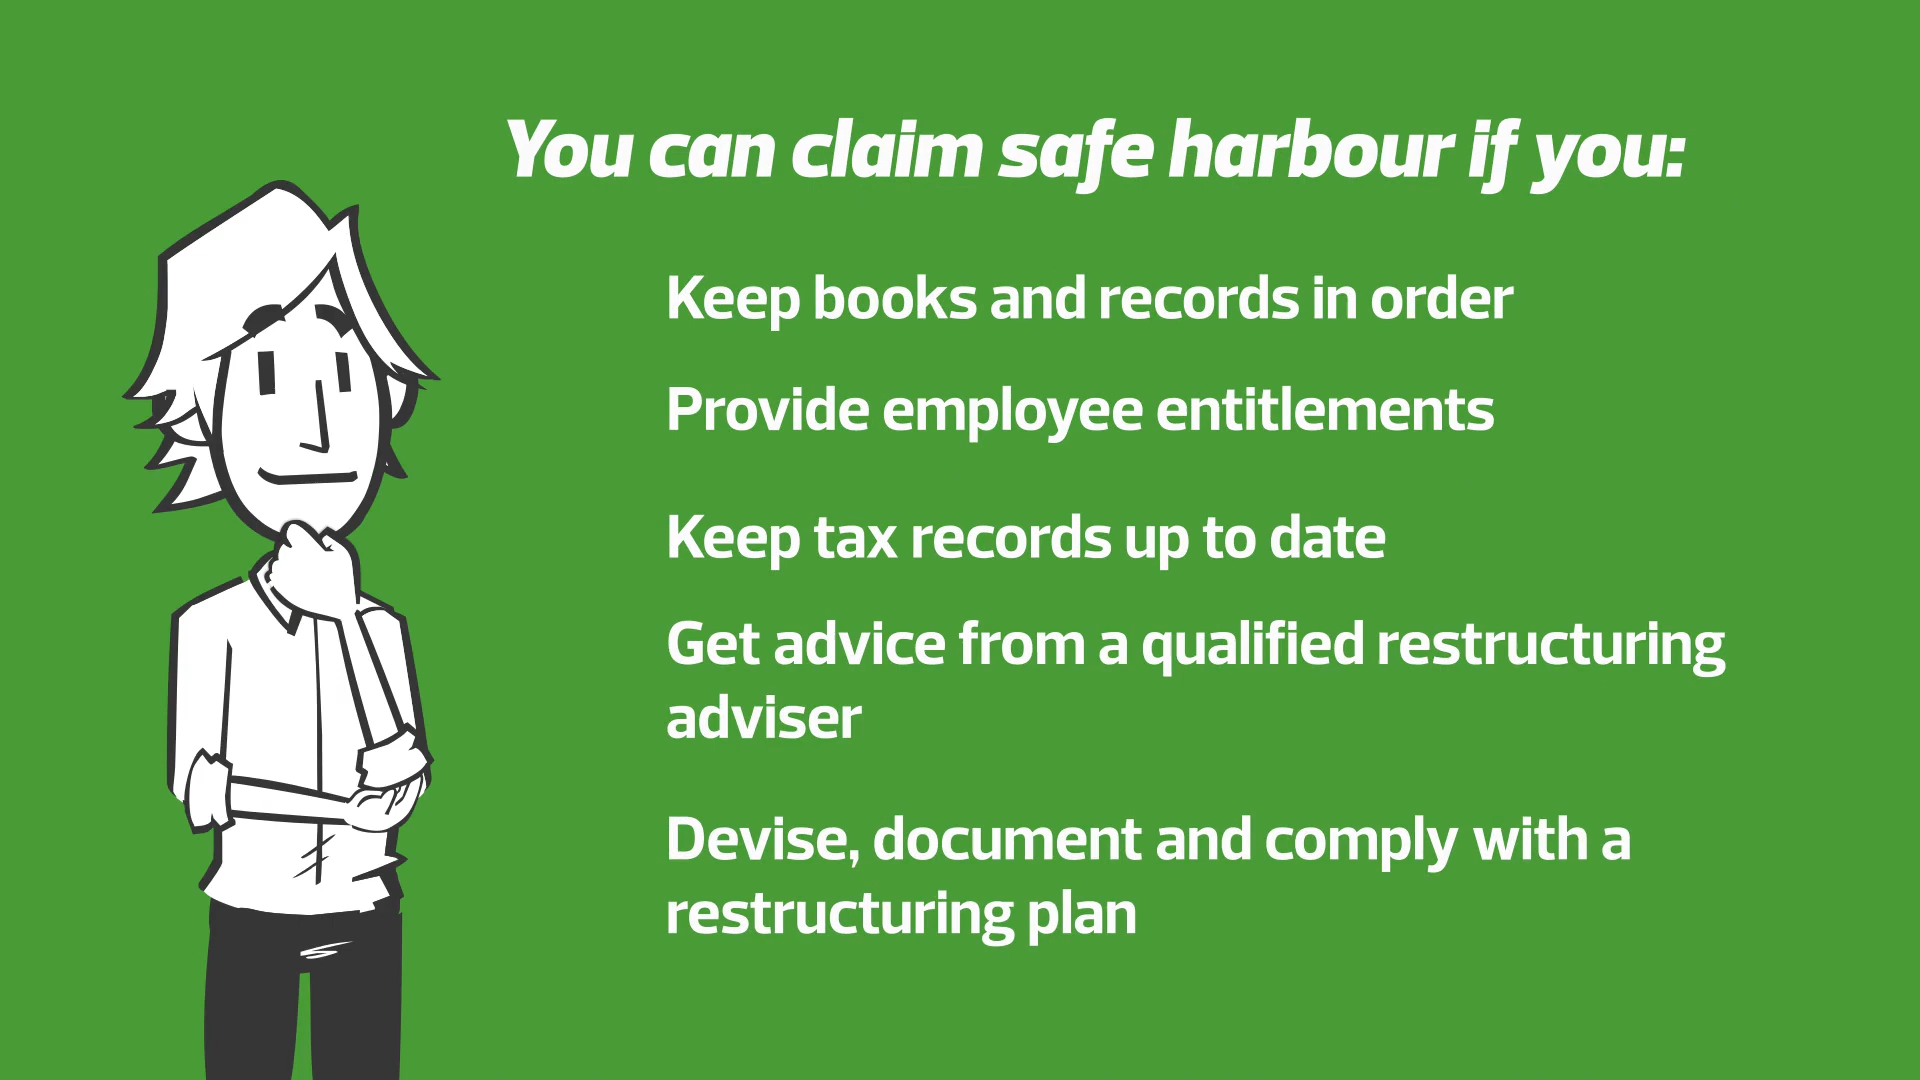 You can claim safe harbour if you:
Keep books and records in order
Provide employee entitlements
Keep tax records up to date
Get advice from a qualified restructuring
adviser
Devise, document and comply with a
restructuring plan